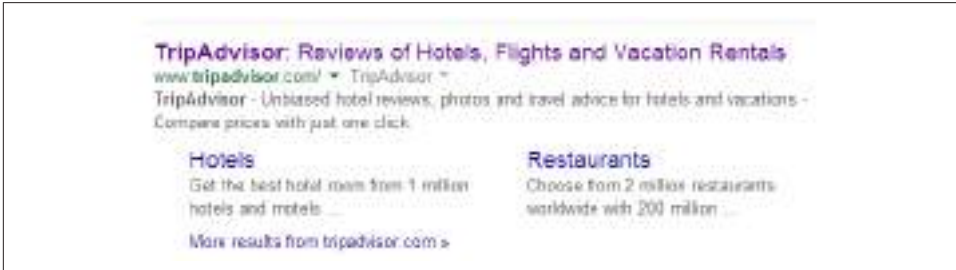 TripAdvisor: Reviews of Hotels, Flights and Vacation Rentals
www.tripadvisor.com/ ▼ TripAdvisor ▼
TripAdvisor - Unbiased hotel reviews, photos and travel advice for hotels and vacations -
Compare prices with just one click.
Hotels
Get the best hotel room from 1 million
hotels and motels ...
Restaurants
Choose from 2 million restaurants
worldwide with 200 million ...
More results from tripadvisor.com »